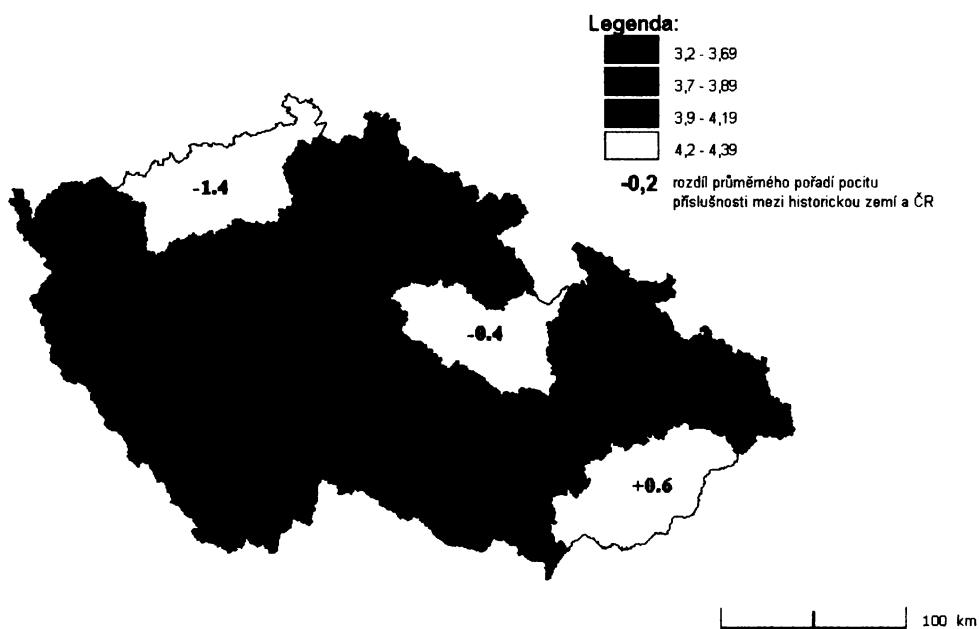 Legenda:
3,2 - 3,69
3,7 - 3,89
3,9 - 4,19
4,2 - 4,39
-0,2 rozdíl průměrného pořadí pocitu
příslušnosti mezi historickou zemí a ČR
-1.4
-0.4
+0.6
100 km